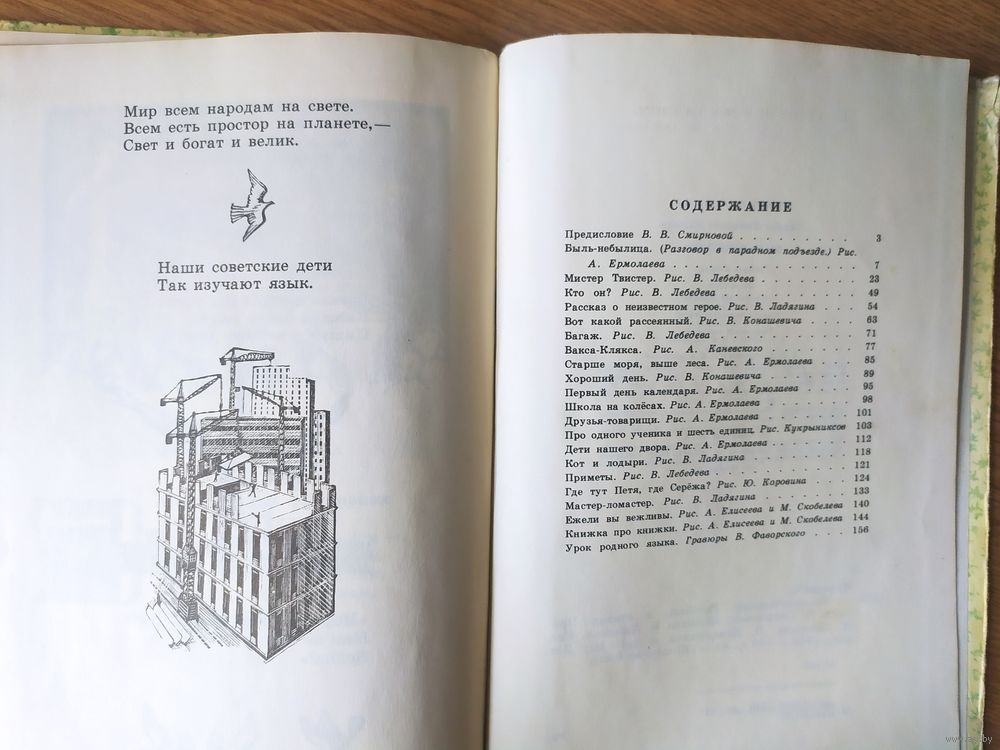 Мир всем народам на свете.
Всем есть простор на планете,—
Свет и богат и велик.
Наши советские дети
Так изучают язык.
СОДЕРЖАНИЕ
Предисловие В. В. Смирновой . . . . . . . . . 3
Быль-небылица. (Разговор в парадном подъезде.) Рис.
А. Ермолаева . . . . . . . . . . . . . . 7
Мистер Твистер. Рис. В. Лебедева . . . . . . . . 23
Кто он? Рис. В. Лебедева . . . . . . . . . . . 49
Рассказ о неизвестном герое. Рис. В. Ладягина . . . . 54
Вот какой рассеянный. Рис. В. Конашевича . . . . 63
Багаж. Рис. В. Лебедева . . . . . . . . . . . 71
Вакса-Клякса. Рис. А. Каневского . . . . . . . . 77
Старше моря, выше леса. Рис. А. Ермолаева . . . 85
Хороший день. Рис. В. Конашевича . . . . . . . 89
Первый день календаря. Рис. А. Ермолаева . . . . 95
Школа на колёсах. Рис. А. Ермолаева . . . . . . 98
Друзья-товарищи. Рис. А. Ермолаева . . . . . . . 101
Про одного ученика и шесть единиц. Рис. Кукрыниксов 103
Дети нашего двора. Рис. А. Ермолаева . . . . . . 112
Кот и лодыри. Рис. В. Ладягина . . . . . . . . 118
Приметы. Рис. В. Лебедева . . . . . . . . . . 121
Где тут Петя, где Серёжа? Рис. Ю. Коровина . . . . 124
Мастер-ломастер. Рис. В. Ладягина . . . . . . . 133
Ежели вы вежливы. Рис. А. Елисеева и М. Скобелева 140
Книжка про книжки. Рис. А. Елисеева и М. Скобелева 144
Урок родного языка. Гравюры В. Фаворского . . . . 156